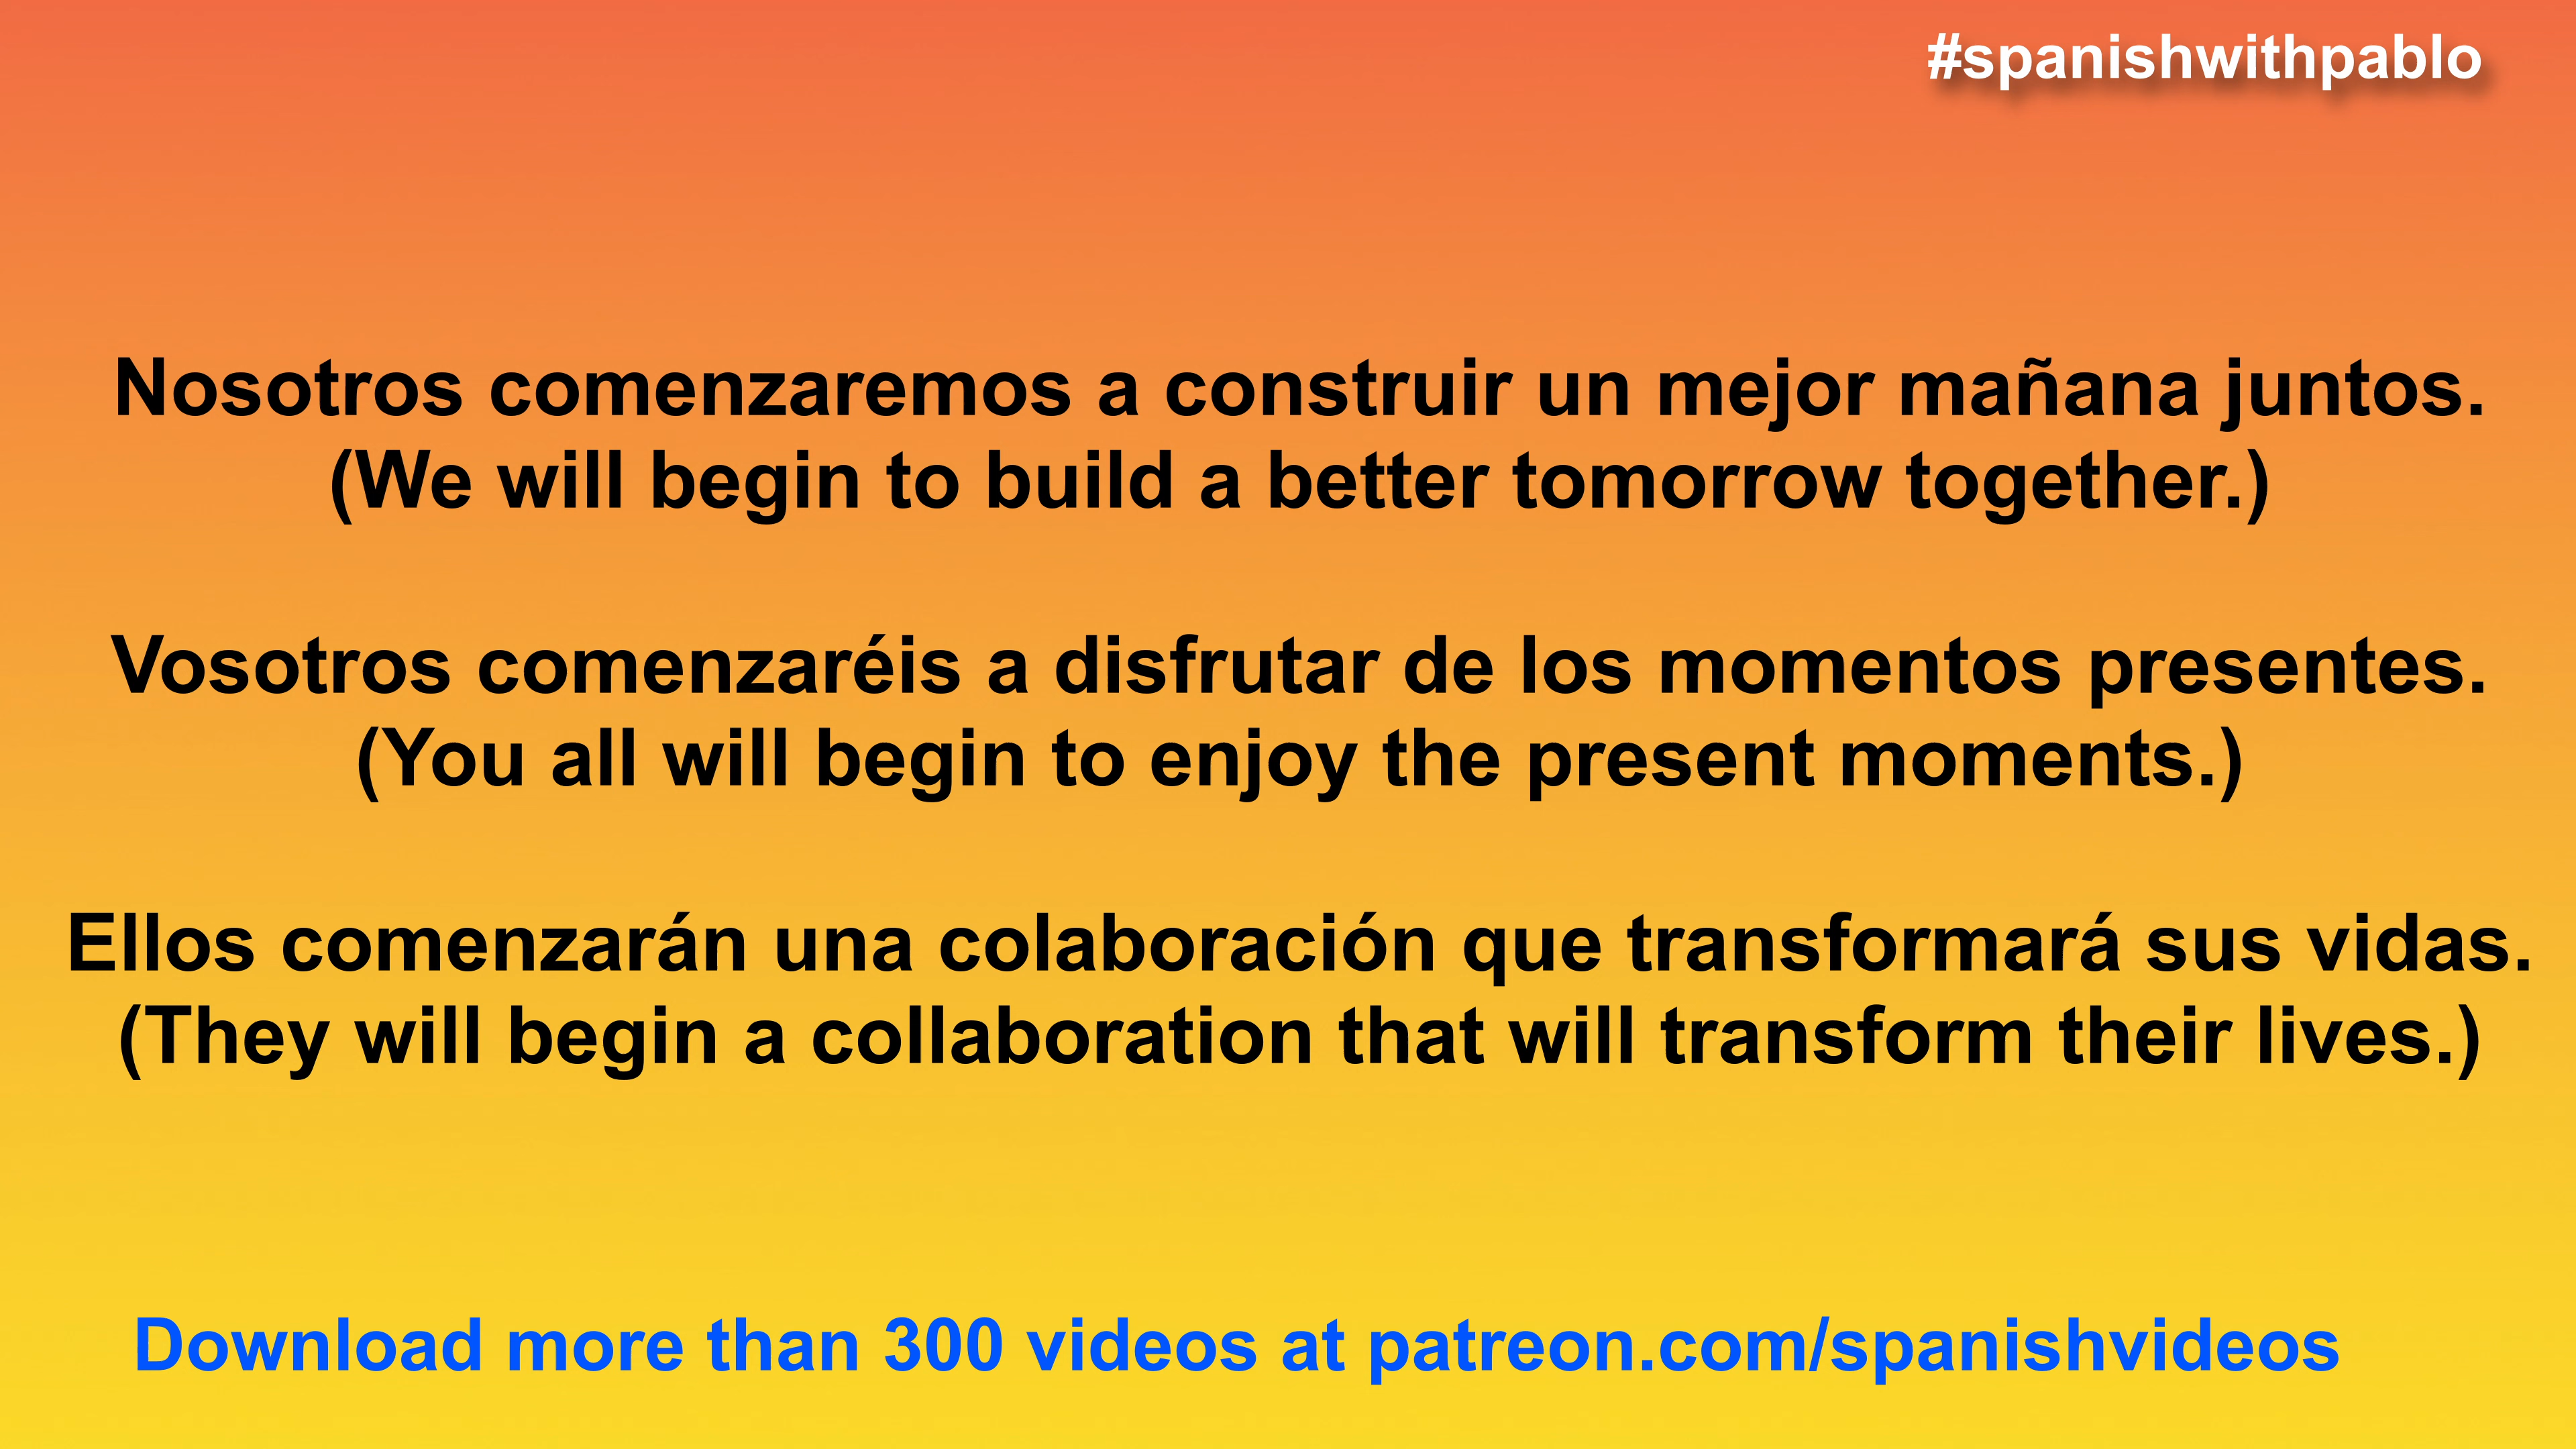 #spanishwithpablo
Nosotros comenzaremos a construir un mejor mañana juntos.
(We will begin to build a better tomorrow together.)
Vosotros comenzaréis a disfrutar de los momentos presentes.
(You all will begin to enjoy the present moments.)
Ellos comenzarán una colaboración que transformará sus vidas.
(They will begin a collaboration that will transform their lives.)
Download more than 300 videos at patreon.com/spanishvideos